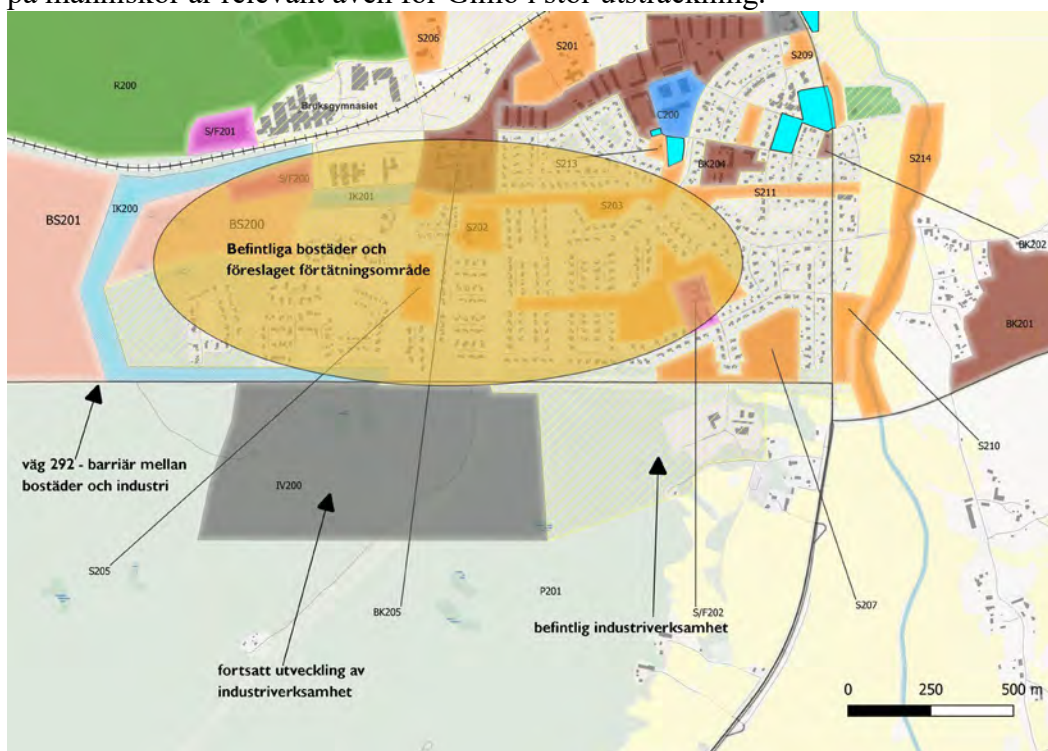 på människor är relevant även för Gimo i stor utsträckning.
S206
S201
S209
R200
Bruksgymnasiet
C200
S/F201
S213
BK204
S214
S/F200
IK201
S211
IK200
BS201
BS200
S203
S202
BK202
Befintliga bostäder och
föreslaget förtätningsområde
BK201
S210
väg 292 - barriär mellan
bostäder och industri
IV200
S205
P201
BK205
S/F202
S207
befintlig industriverksamhet
fortsatt utveckling av
industriverksamhet
0 250 500 m